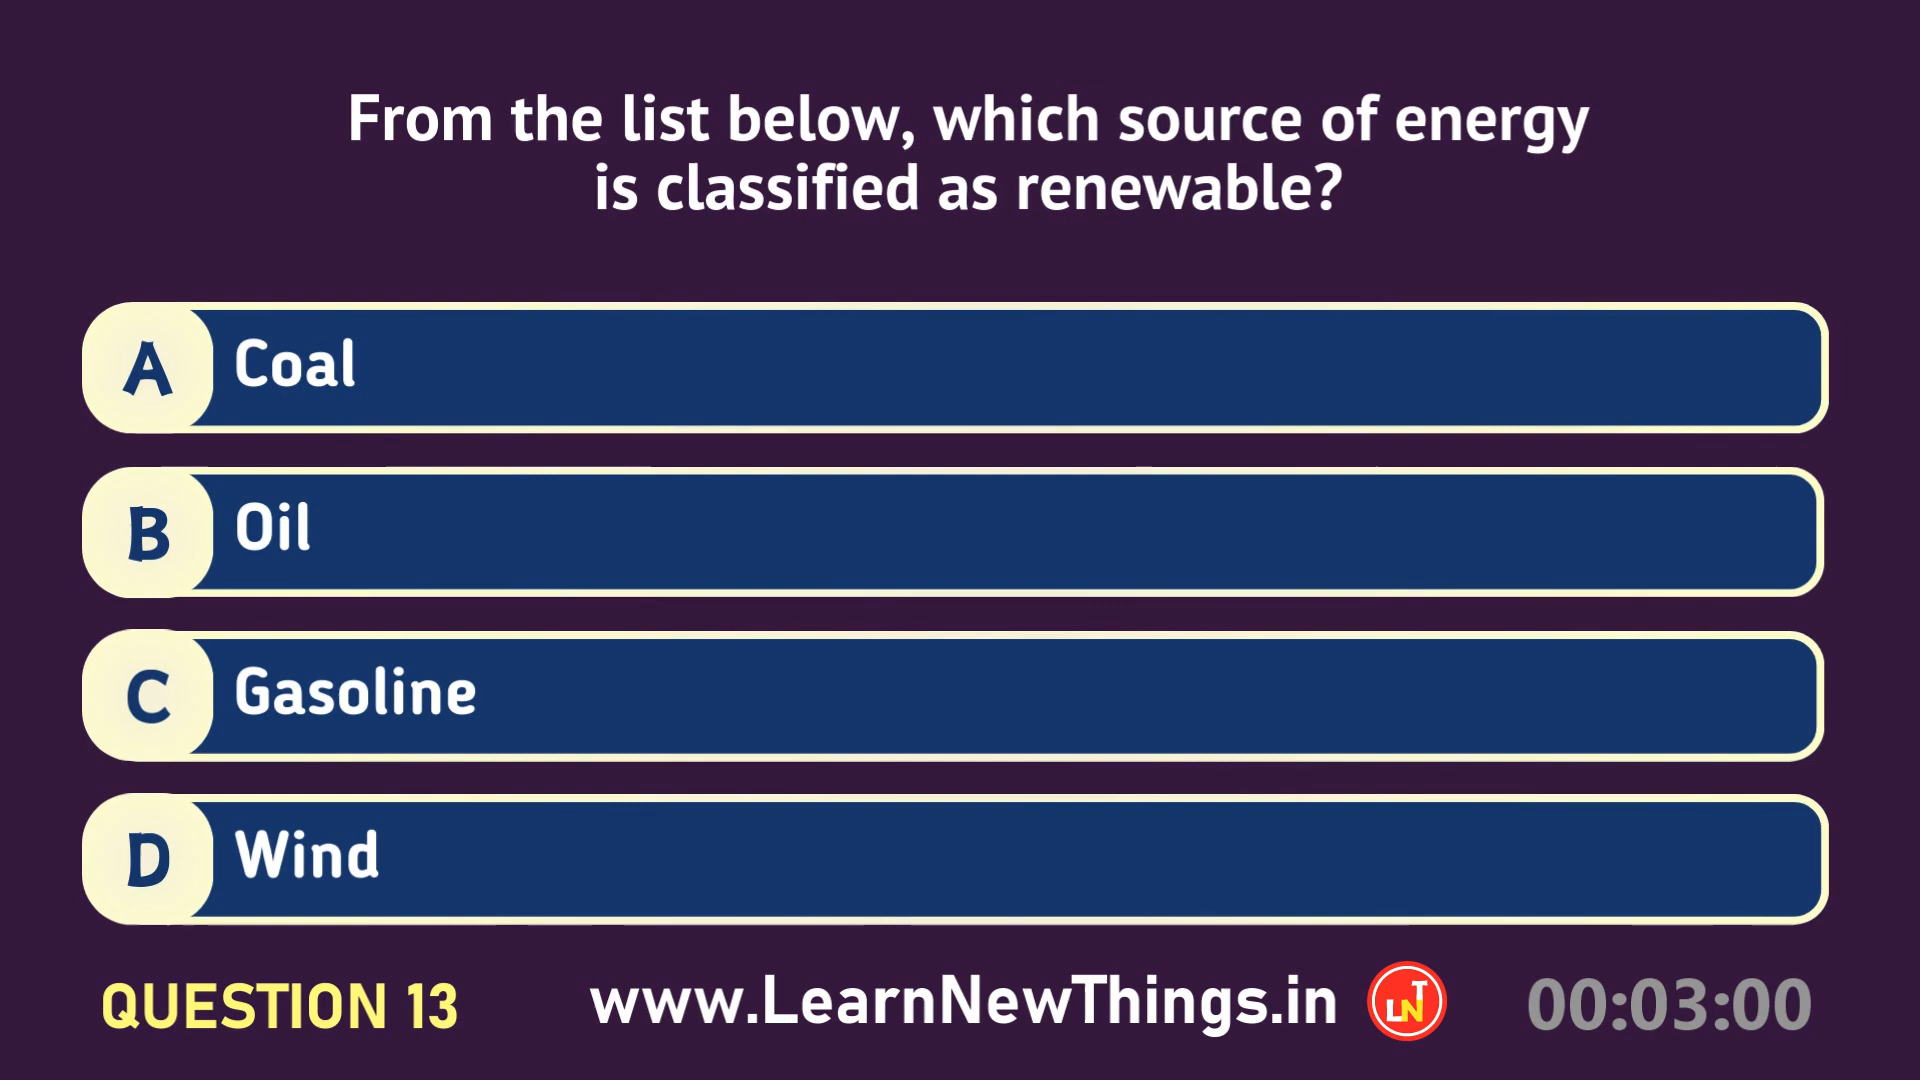 From the list below, which source of energy
is classified as renewable?
A Coal
B Oil
C Gasoline
D Wind
QUESTION 13 www.LearnNewThings.in LNT 00:03:00